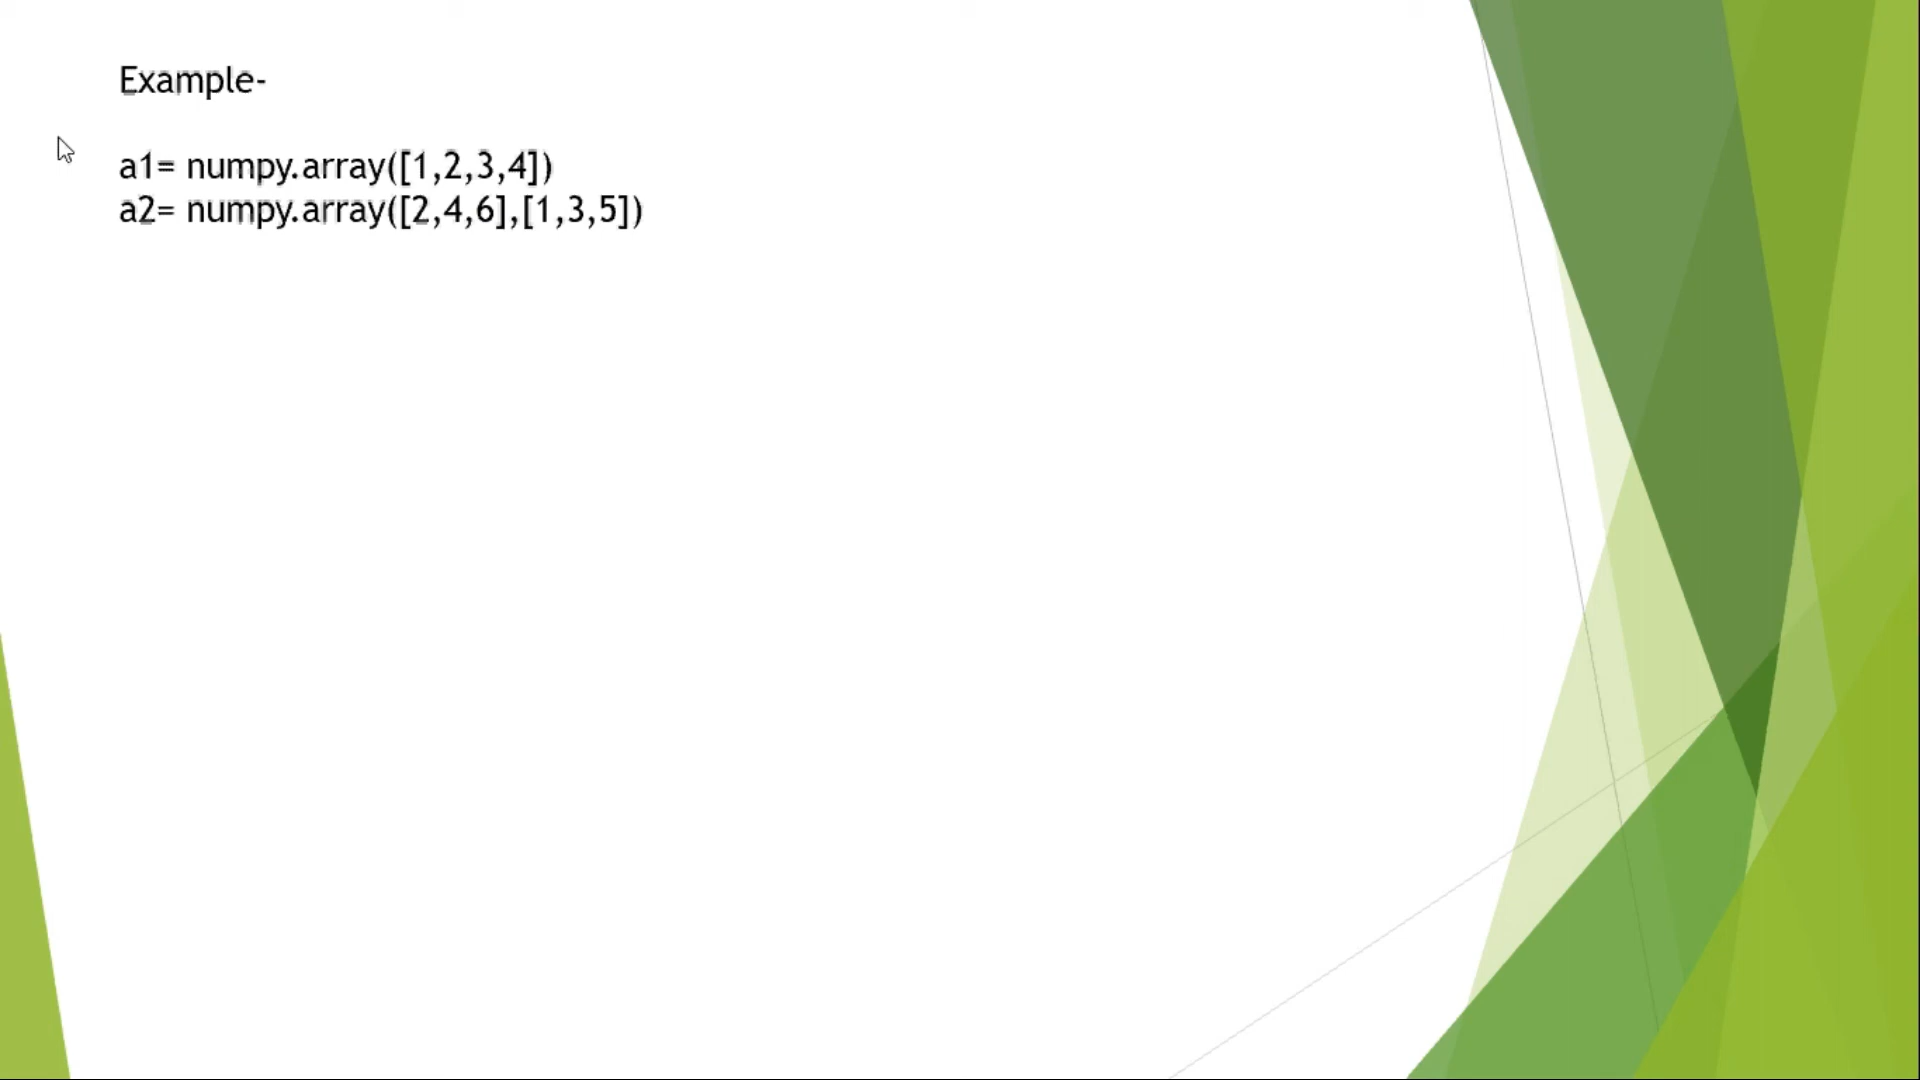 Example-
a1= numpy.array([1,2,3,4])
a2= numpy.array([2,4,6],[1,3,5])